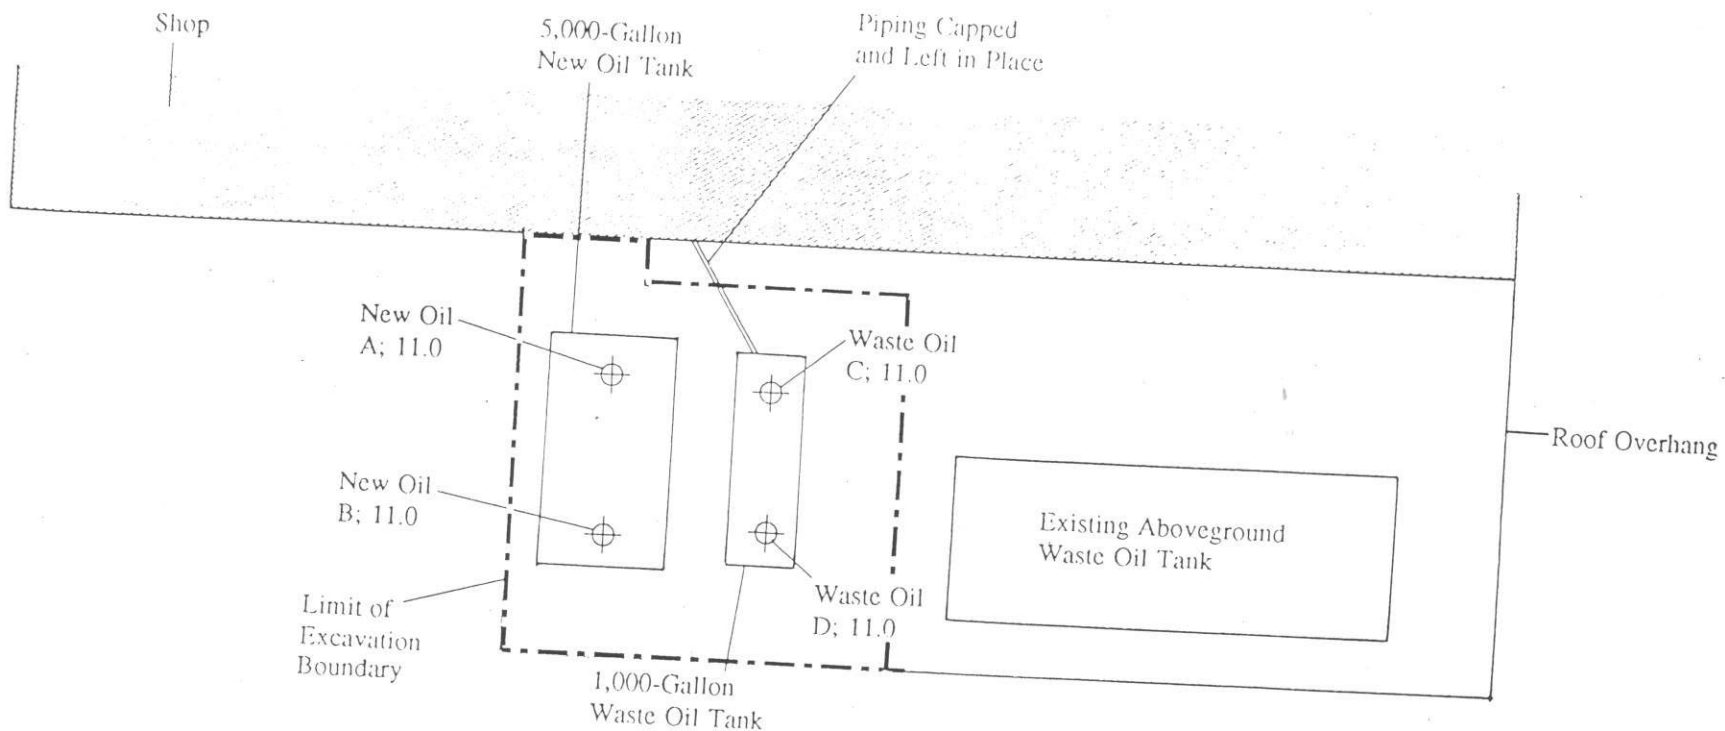 Shop
5,000-Gallon
New Oil Tank
Piping Capped
and Left in Place
New Oil
A; 11.0
Waste Oil
C; 11.0
Roof Overhang
New Oil
B; 11.0
Existing Aboveground
Waste Oil Tank
Waste Oil
D; 11.0
Limit of
Excavation
Boundary
1,000-Gallon
Waste Oil Tank